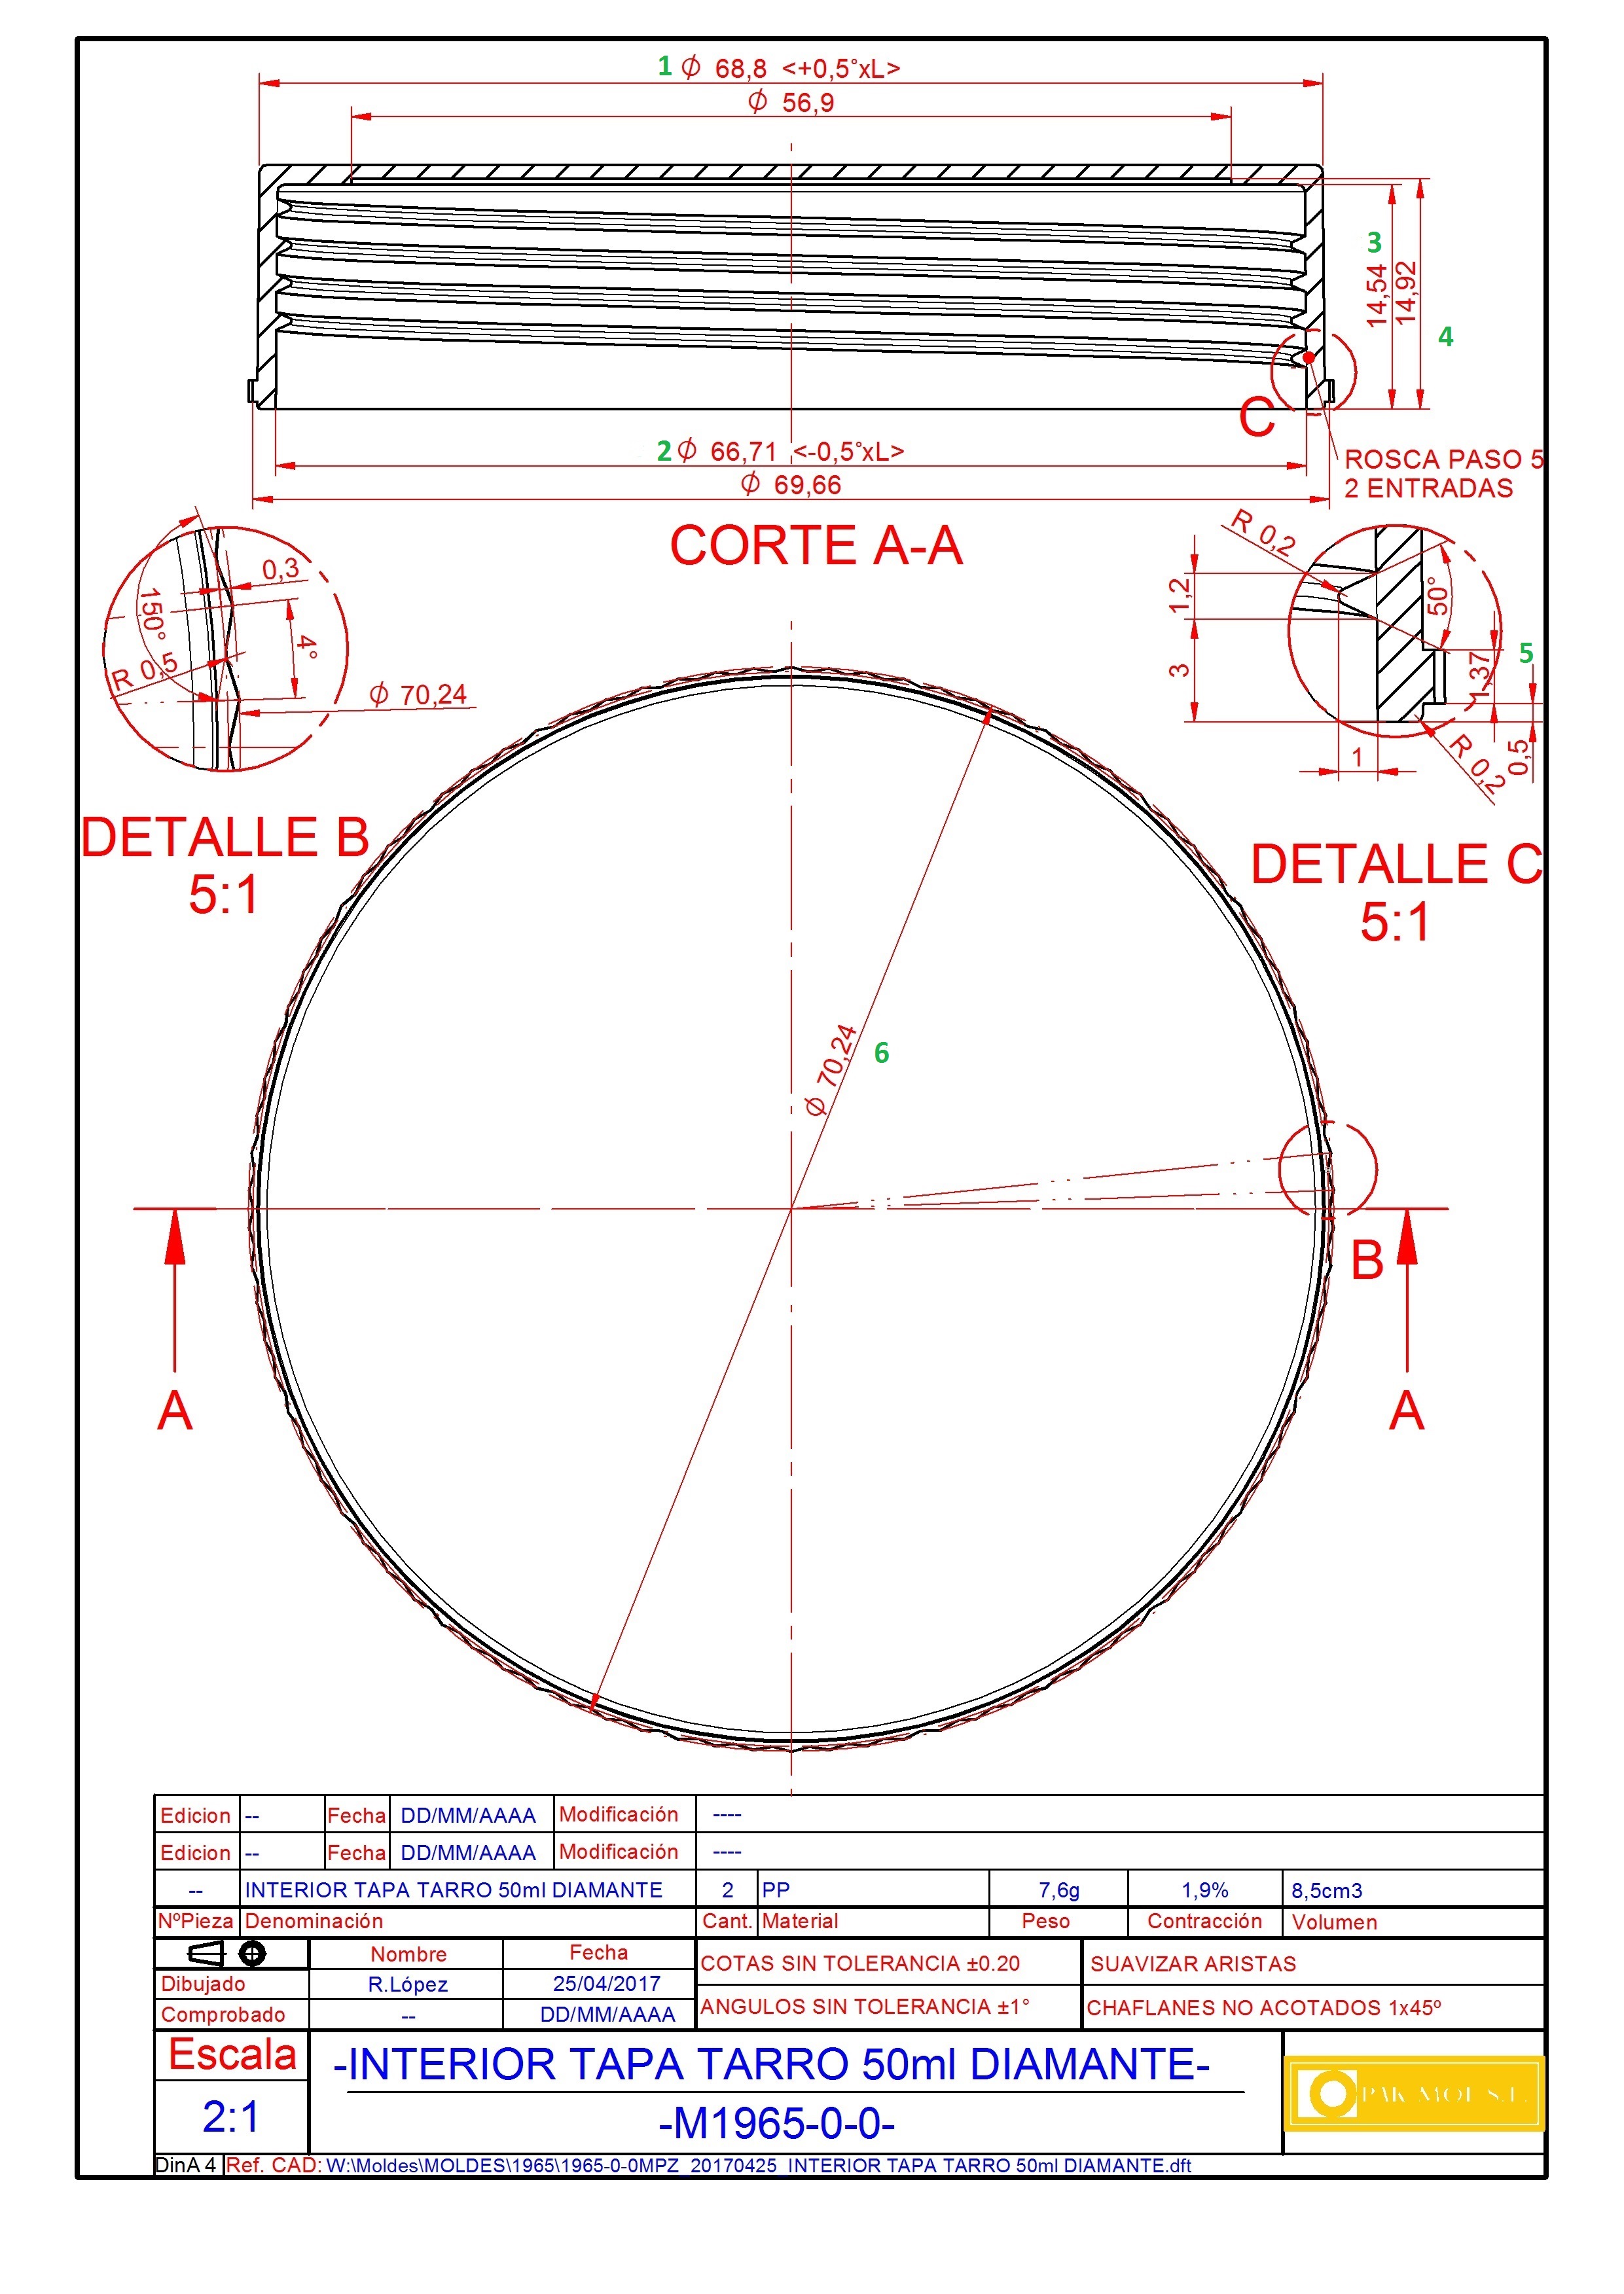 1 ⌀ 68,8 <+0,5°xL>
⌀ 56,9
3
14,54
14,92
4
C
2 ⌀ 66,71 <-0,5°xL>
⌀ 69,66
ROSCA PASO 5
2 ENTRADAS
CORTE A-A
0,3
150°
4°
R 0,5
⌀ 70,24
DETALLE B
5:1
R 0,2
1,2
50°
3
5
1,37
1
R 0,2
0,5
DETALLE C
5:1
⌀ 70,24
6
B
A
A
Edicion -- Fecha DD/MM/AAAA Modificación ----
Edicion -- Fecha DD/MM/AAAA Modificación ----
-- INTERIOR TAPA TARRO 50ml DIAMANTE 2 PP 7,6g 1,9% 8,5cm3
NºPieza Denominación Cant. Material Peso Contracción Volumen
Nombre Fecha
COTAS SIN TOLERANCIA ±0.20 SUAVIZAR ARISTAS
Dibujado R.López 25/04/2017
ANGULOS SIN TOLERANCIA ±1° CHAFLANES NO ACOTADOS 1x45º
Comprobado -- DD/MM/AAAA
Escala
2:1
-INTERIOR TAPA TARRO 50ml DIAMANTE-
-M1965-0-0-
DinA 4 Ref. CAD: W:\Moldes\MOLDES\1965\1965-0-0MPZ_20170425_INTERIOR TAPA TARRO 50ml DIAMANTE.dft